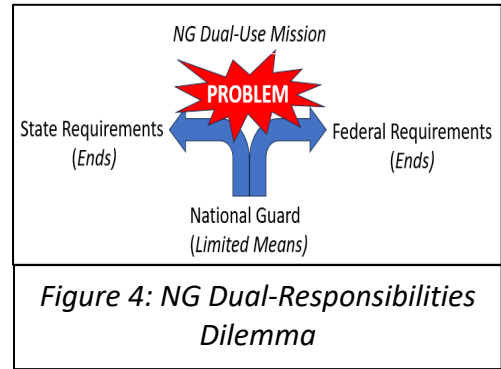 NG Dual-Use Mission
PROBLEM
State Requirements
(Ends)
Federal Requirements
(Ends)
National Guard
(Limited Means)
Figure 4: NG Dual-Responsibilities
Dilemma